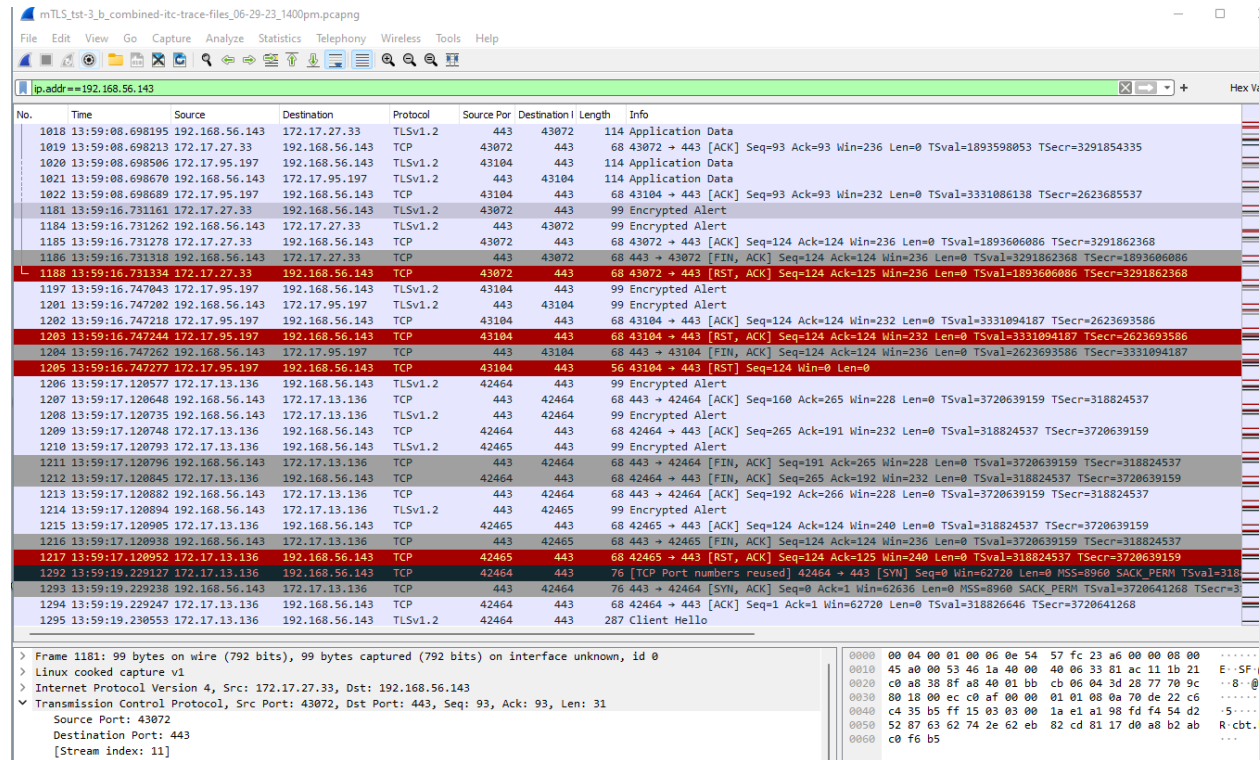 mTLS_tst-3_b_combined-itc-trace-files_06-29-23_1400pm.pcapng
File Edit View Go Capture Analyze Statistics Telephony Wireless Tools Help
ip.addr==192.168.56.143 Hex Va
No. Time Source Destination Protocol Source Por Destination I Length Info
1018 13:59:08.698195 192.168.56.143 172.17.27.33 TLSv1.2 443 43072 114 Application Data
1019 13:59:08.698213 172.17.27.33 192.168.56.143 TCP 43072 443 68 43072 → 443 [ACK] Seq=93 Ack=93 Win=236 Len=0 TSval=1893598053 TSecr=3291854335
1020 13:59:08.698506 172.17.95.197 192.168.56.143 TLSv1.2 43104 443 114 Application Data
1021 13:59:08.698670 192.168.56.143 172.17.95.197 TLSv1.2 443 43104 114 Application Data
1022 13:59:08.698689 172.17.95.197 192.168.56.143 TCP 43104 443 68 43104 → 443 [ACK] Seq=93 Ack=93 Win=232 Len=0 TSval=3331086138 TSecr=2623685537
1181 13:59:16.731161 172.17.27.33 192.168.56.143 TLSv1.2 43072 443 99 Encrypted Alert
1184 13:59:16.731262 192.168.56.143 172.17.27.33 TLSv1.2 443 43072 99 Encrypted Alert
1185 13:59:16.731278 172.17.27.33 192.168.56.143 TCP 43072 443 68 43072 → 443 [ACK] Seq=124 Ack=124 Win=236 Len=0 TSval=1893606086 TSecr=3291862368
1186 13:59:16.731318 192.168.56.143 172.17.27.33 TCP 443 43072 68 443 → 43072 [FIN, ACK] Seq=124 Ack=124 Win=236 Len=0 TSval=3291862368 TSecr=1893606086
1188 13:59:16.731334 172.17.27.33 192.168.56.143 TCP 43072 443 68 43072 → 443 [RST, ACK] Seq=124 Ack=125 Win=236 Len=0 TSval=1893606086 TSecr=3291862368
1197 13:59:16.747043 172.17.95.197 192.168.56.143 TLSv1.2 43104 443 99 Encrypted Alert
1201 13:59:16.747202 192.168.56.143 172.17.95.197 TLSv1.2 443 43104 99 Encrypted Alert
1202 13:59:16.747218 172.17.95.197 192.168.56.143 TCP 43104 443 68 43104 → 443 [ACK] Seq=124 Ack=124 Win=232 Len=0 TSval=3331094187 TSecr=2623693586
1203 13:59:16.747244 172.17.95.197 192.168.56.143 TCP 43104 443 68 43104 → 443 [RST, ACK] Seq=124 Ack=124 Win=232 Len=0 TSval=3331094187 TSecr=2623693586
1204 13:59:16.747262 192.168.56.143 172.17.95.197 TCP 443 43104 68 443 → 43104 [FIN, ACK] Seq=124 Ack=124 Win=236 Len=0 TSval=2623693586 TSecr=3331094187
1205 13:59:16.747277 172.17.95.197 192.168.56.143 TCP 43104 443 56 43104 → 443 [RST] Seq=124 Win=0 Len=0
1206 13:59:17.120577 172.17.13.136 192.168.56.143 TLSv1.2 42464 443 99 Encrypted Alert
1207 13:59:17.120648 192.168.56.143 172.17.13.136 TCP 443 42464 68 443 → 42464 [ACK] Seq=160 Ack=265 Win=228 Len=0 TSval=3720639159 TSecr=318824537
1208 13:59:17.120735 192.168.56.143 172.17.13.136 TLSv1.2 443 42464 99 Encrypted Alert
1209 13:59:17.120748 172.17.13.136 192.168.56.143 TCP 42464 443 68 42464 → 443 [ACK] Seq=265 Ack=191 Win=232 Len=0 TSval=318824537 TSecr=3720639159
1210 13:59:17.120793 172.17.13.136 192.168.56.143 TLSv1.2 42465 443 99 Encrypted Alert
1211 13:59:17.120796 192.168.56.143 172.17.13.136 TCP 443 42464 68 443 → 42464 [FIN, ACK] Seq=191 Ack=265 Win=228 Len=0 TSval=3720639159 TSecr=318824537
1212 13:59:17.120845 172.17.13.136 192.168.56.143 TCP 42464 443 68 42464 → 443 [FIN, ACK] Seq=265 Ack=192 Win=232 Len=0 TSval=318824537 TSecr=3720639159
1213 13:59:17.120882 192.168.56.143 172.17.13.136 TCP 443 42464 68 443 → 42464 [ACK] Seq=192 Ack=266 Win=228 Len=0 TSval=3720639159 TSecr=318824537
1214 13:59:17.120894 192.168.56.143 172.17.13.136 TLSv1.2 443 42465 99 Encrypted Alert
1215 13:59:17.120905 172.17.13.136 192.168.56.143 TCP 42465 443 68 42465 → 443 [ACK] Seq=124 Ack=124 Win=240 Len=0 TSval=318824537 TSecr=3720639159
1216 13:59:17.120938 192.168.56.143 172.17.13.136 TCP 443 42465 68 443 → 42465 [FIN, ACK] Seq=124 Ack=124 Win=236 Len=0 TSval=3720639159 TSecr=318824537
1217 13:59:17.120952 172.17.13.136 192.168.56.143 TCP 42465 443 68 42465 → 443 [RST, ACK] Seq=124 Ack=125 Win=240 Len=0 TSval=318824537 TSecr=3720639159
1292 13:59:19.229127 172.17.13.136 192.168.56.143 TCP 42464 443 76 [TCP Port numbers reused] 42464 → 443 [SYN] Seq=0 Win=62720 Len=0 MSS=8960 SACK_PERM TSval=318
1293 13:59:19.229238 192.168.56.143 172.17.13.136 TCP 443 42464 76 443 → 42464 [SYN, ACK] Seq=0 Ack=1 Win=62636 Len=0 MSS=8960 SACK_PERM TSval=3720641268 TSecr=3
1294 13:59:19.229247 172.17.13.136 192.168.56.143 TCP 42464 443 68 42464 → 443 [ACK] Seq=1 Ack=1 Win=62720 Len=0 TSval=318826646 TSecr=3720641268
1295 13:59:19.230553 172.17.13.136 192.168.56.143 TLSv1.2 42464 443 287 Client Hello
> Frame 1181: 99 bytes on wire (792 bits), 99 bytes captured (792 bits) on interface unknown, id 0
> Linux cooked capture v1
> Internet Protocol Version 4, Src: 172.17.27.33, Dst: 192.168.56.143
Transmission Control Protocol, Src Port: 43072, Dst Port: 443, Seq: 93, Ack: 93, Len: 31
Source Port: 43072
Destination Port: 443
[Stream index: 11]
0000 00 04 00 01 00 06 0e 54 57 fc 23 a6 00 00 08 00 ······
0010 45 a0 00 53 46 1a 40 00 40 06 33 81 ac 11 1b 21 E··SF·
0020 c0 a8 38 8f a8 40 01 bb cb 06 04 3d 28 77 70 9c ··8··@
0030 80 18 00 ec c0 af 00 00 01 01 08 0a 70 de 22 c6 ······
0040 c4 35 b5 ff 15 03 03 00 1a e1 a1 98 fd f4 54 d2 ·5····
0050 52 87 63 62 74 2e 62 eb 82 cd 81 17 d0 a8 b2 ab R·cbt.
0060 c0 f6 b5 ···